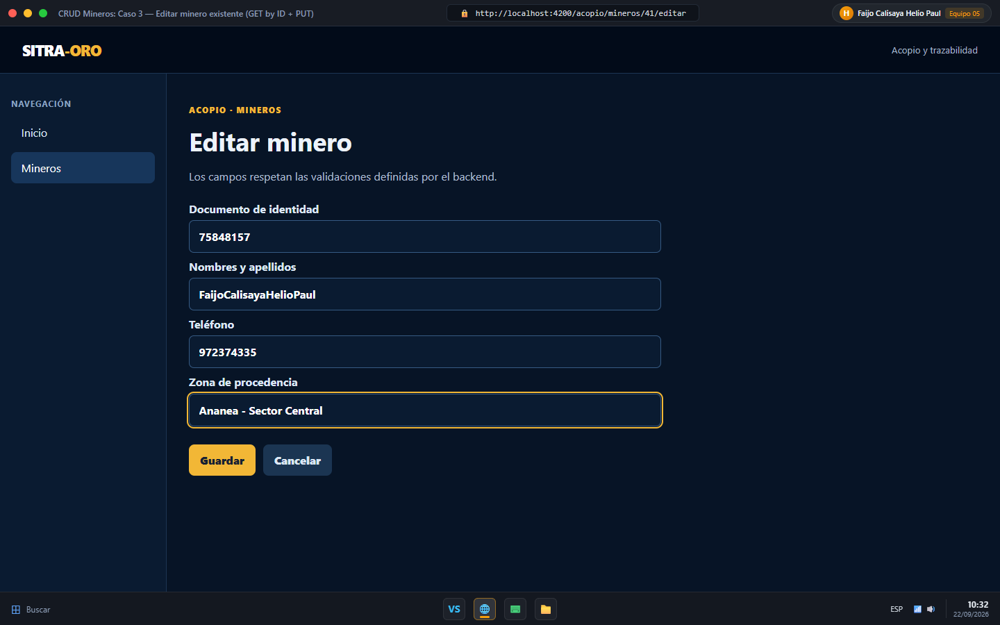 CRUD Mineros: Caso 3 — Editar minero existente (GET by ID + PUT)
http://localhost:4200/acopio/mineros/41/editar
H Faijo Calisaya Helio Paul Equipo 05
SITRA-ORO
Acopio y trazabilidad
NAVEGACIÓN
Inicio
Mineros
ACOPIO · MINEROS
Editar minero
Los campos respetan las validaciones definidas por el backend.
Documento de identidad
75848157
Nombres y apellidos
FaijoCalisayaHelioPaul
Teléfono
972374335
Zona de procedencia
Ananea - Sector Central
Guardar Cancelar
Buscar
VS
ESP
10:32
22/09/2026